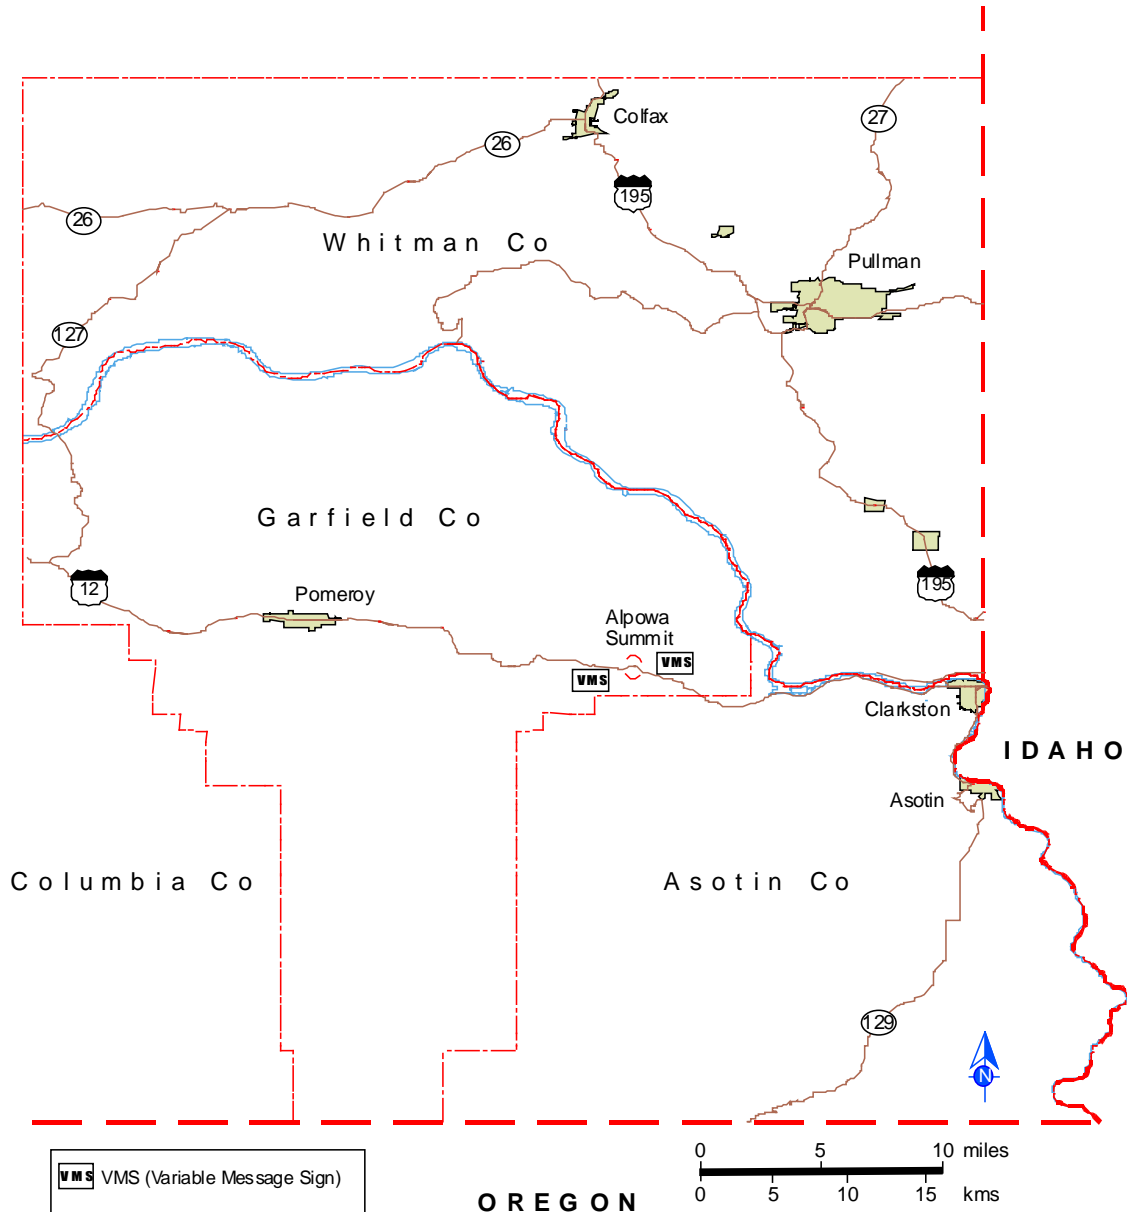 Colfax
27
26
195
26
Whitman Co
Pullman
127
Garfield Co
12
195
Pomeroy
Alpowa
Summit
VMS
VMS
Clarkston
IDAHO
Asotin
Columbia Co
Asotin Co
129
N
0 5 10 miles
0 5 10 15 kms
VMS VMS (Variable Message Sign)
OREGON